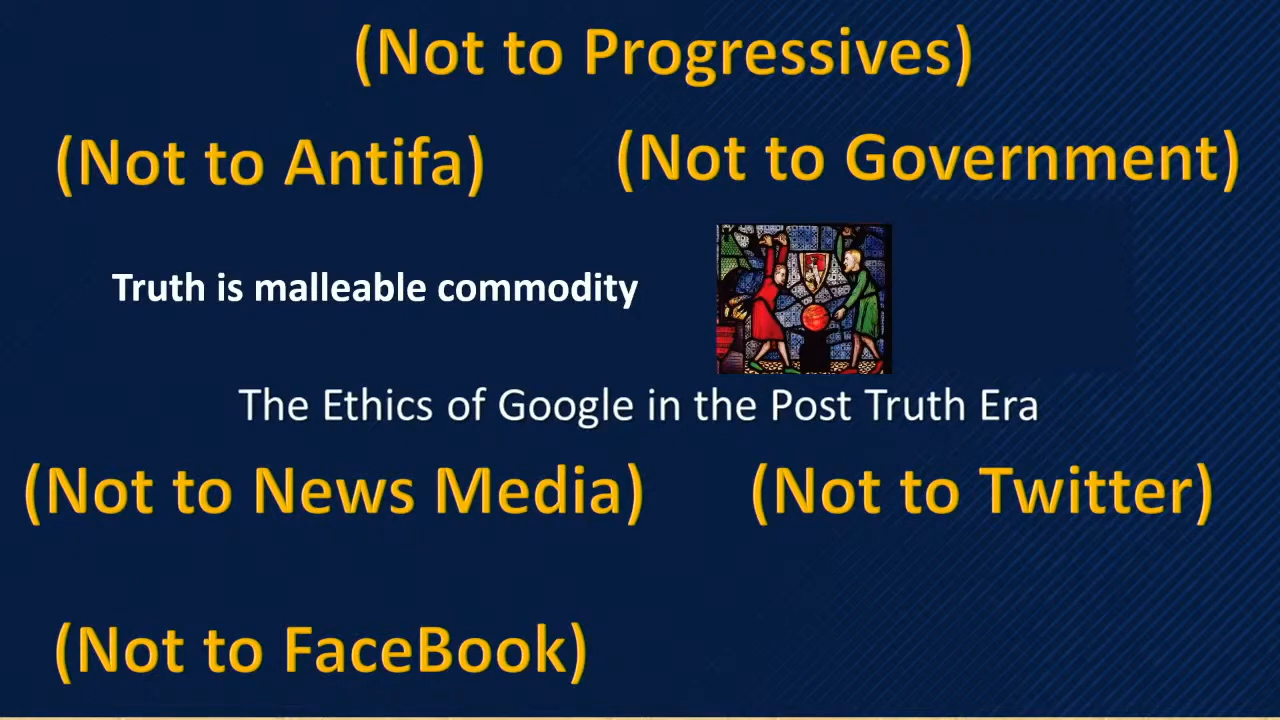 (Not to Progressives)
(Not to Antifa)
(Not to Government)
Truth is malleable commodity
The Ethics of Google in the Post Truth Era
(Not to News Media)
(Not to Twitter)
(Not to FaceBook)